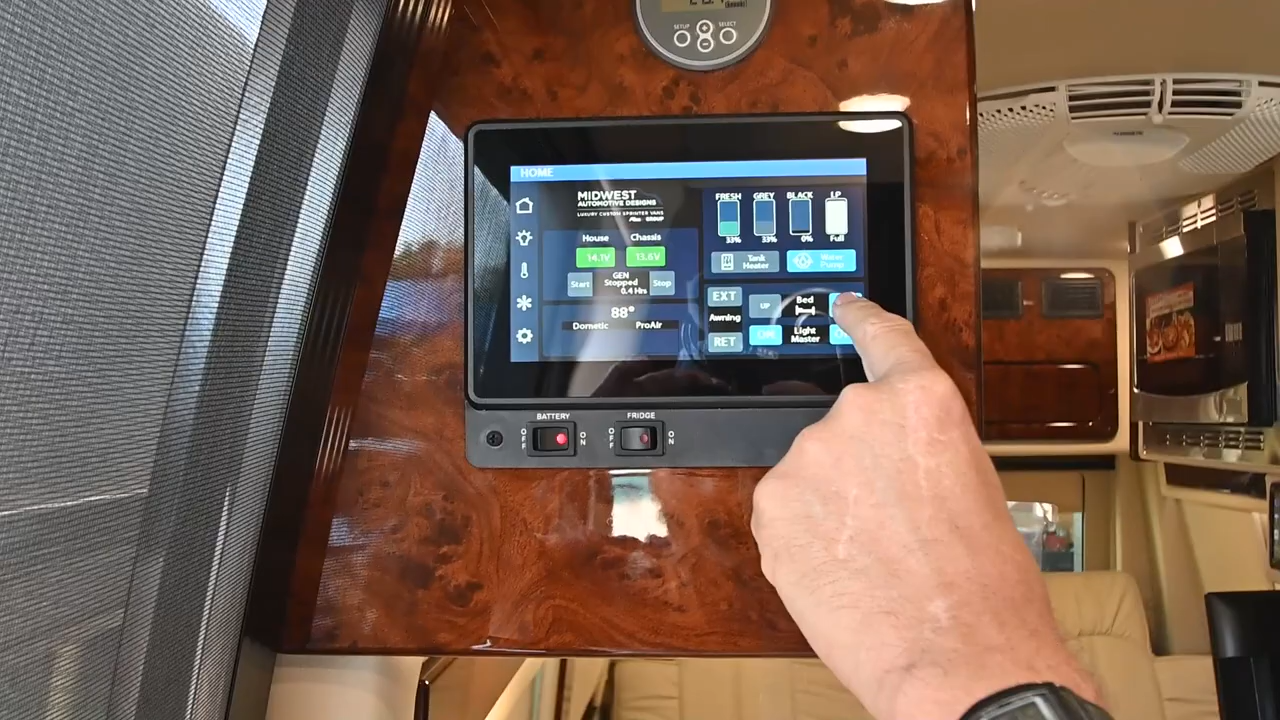 SETUP SELECT
HOME
MIDWEST
AUTOMOTIVE DESIGNS
LUXURY CUSTOM SPRINTER VANS
GROUP
House Chassis
14.1V 13.6V
GEN
Start Stopped Stop
0.4 Hrs
88°
Dometic ProAir
FRESH GREY BLACK LP
33% 33% 0% Full
Tank Heater
Water Pump
EXT
Awning
RET
UP Bed
Light Master
BATTERY FRIDGE
OFF ON OFF ON